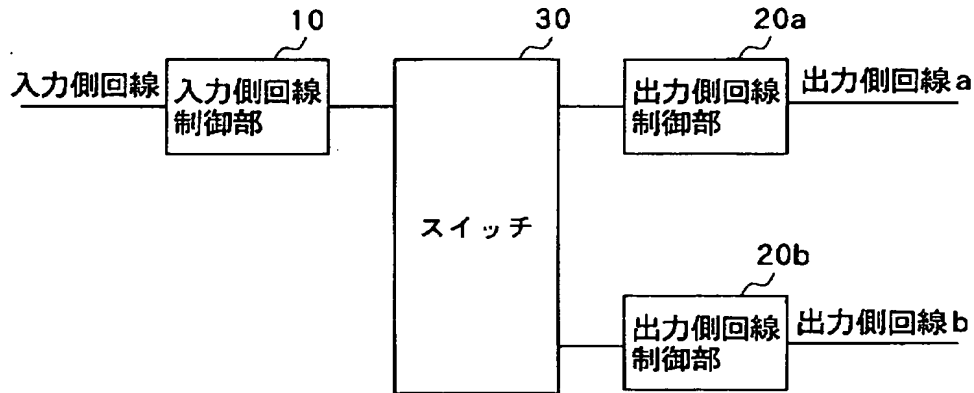 10
30
20a
入力側回線
入力側回線
制御部
出力側回線
制御部
出力側回線a
スイッチ
20b
出力側回線
制御部
出力側回線b